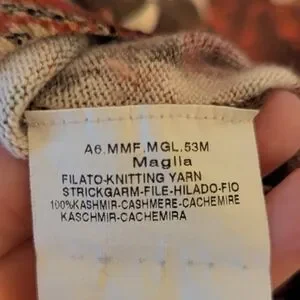 A6.MMF.MGL.53M
Maglia
FILATO-KNITTING YARN
STRICKGARM-FILE-HILADO-FIO
100%KASHMIR-CASHMERE-CACHEMIRE
KASCHMIR-CACHEMIRA